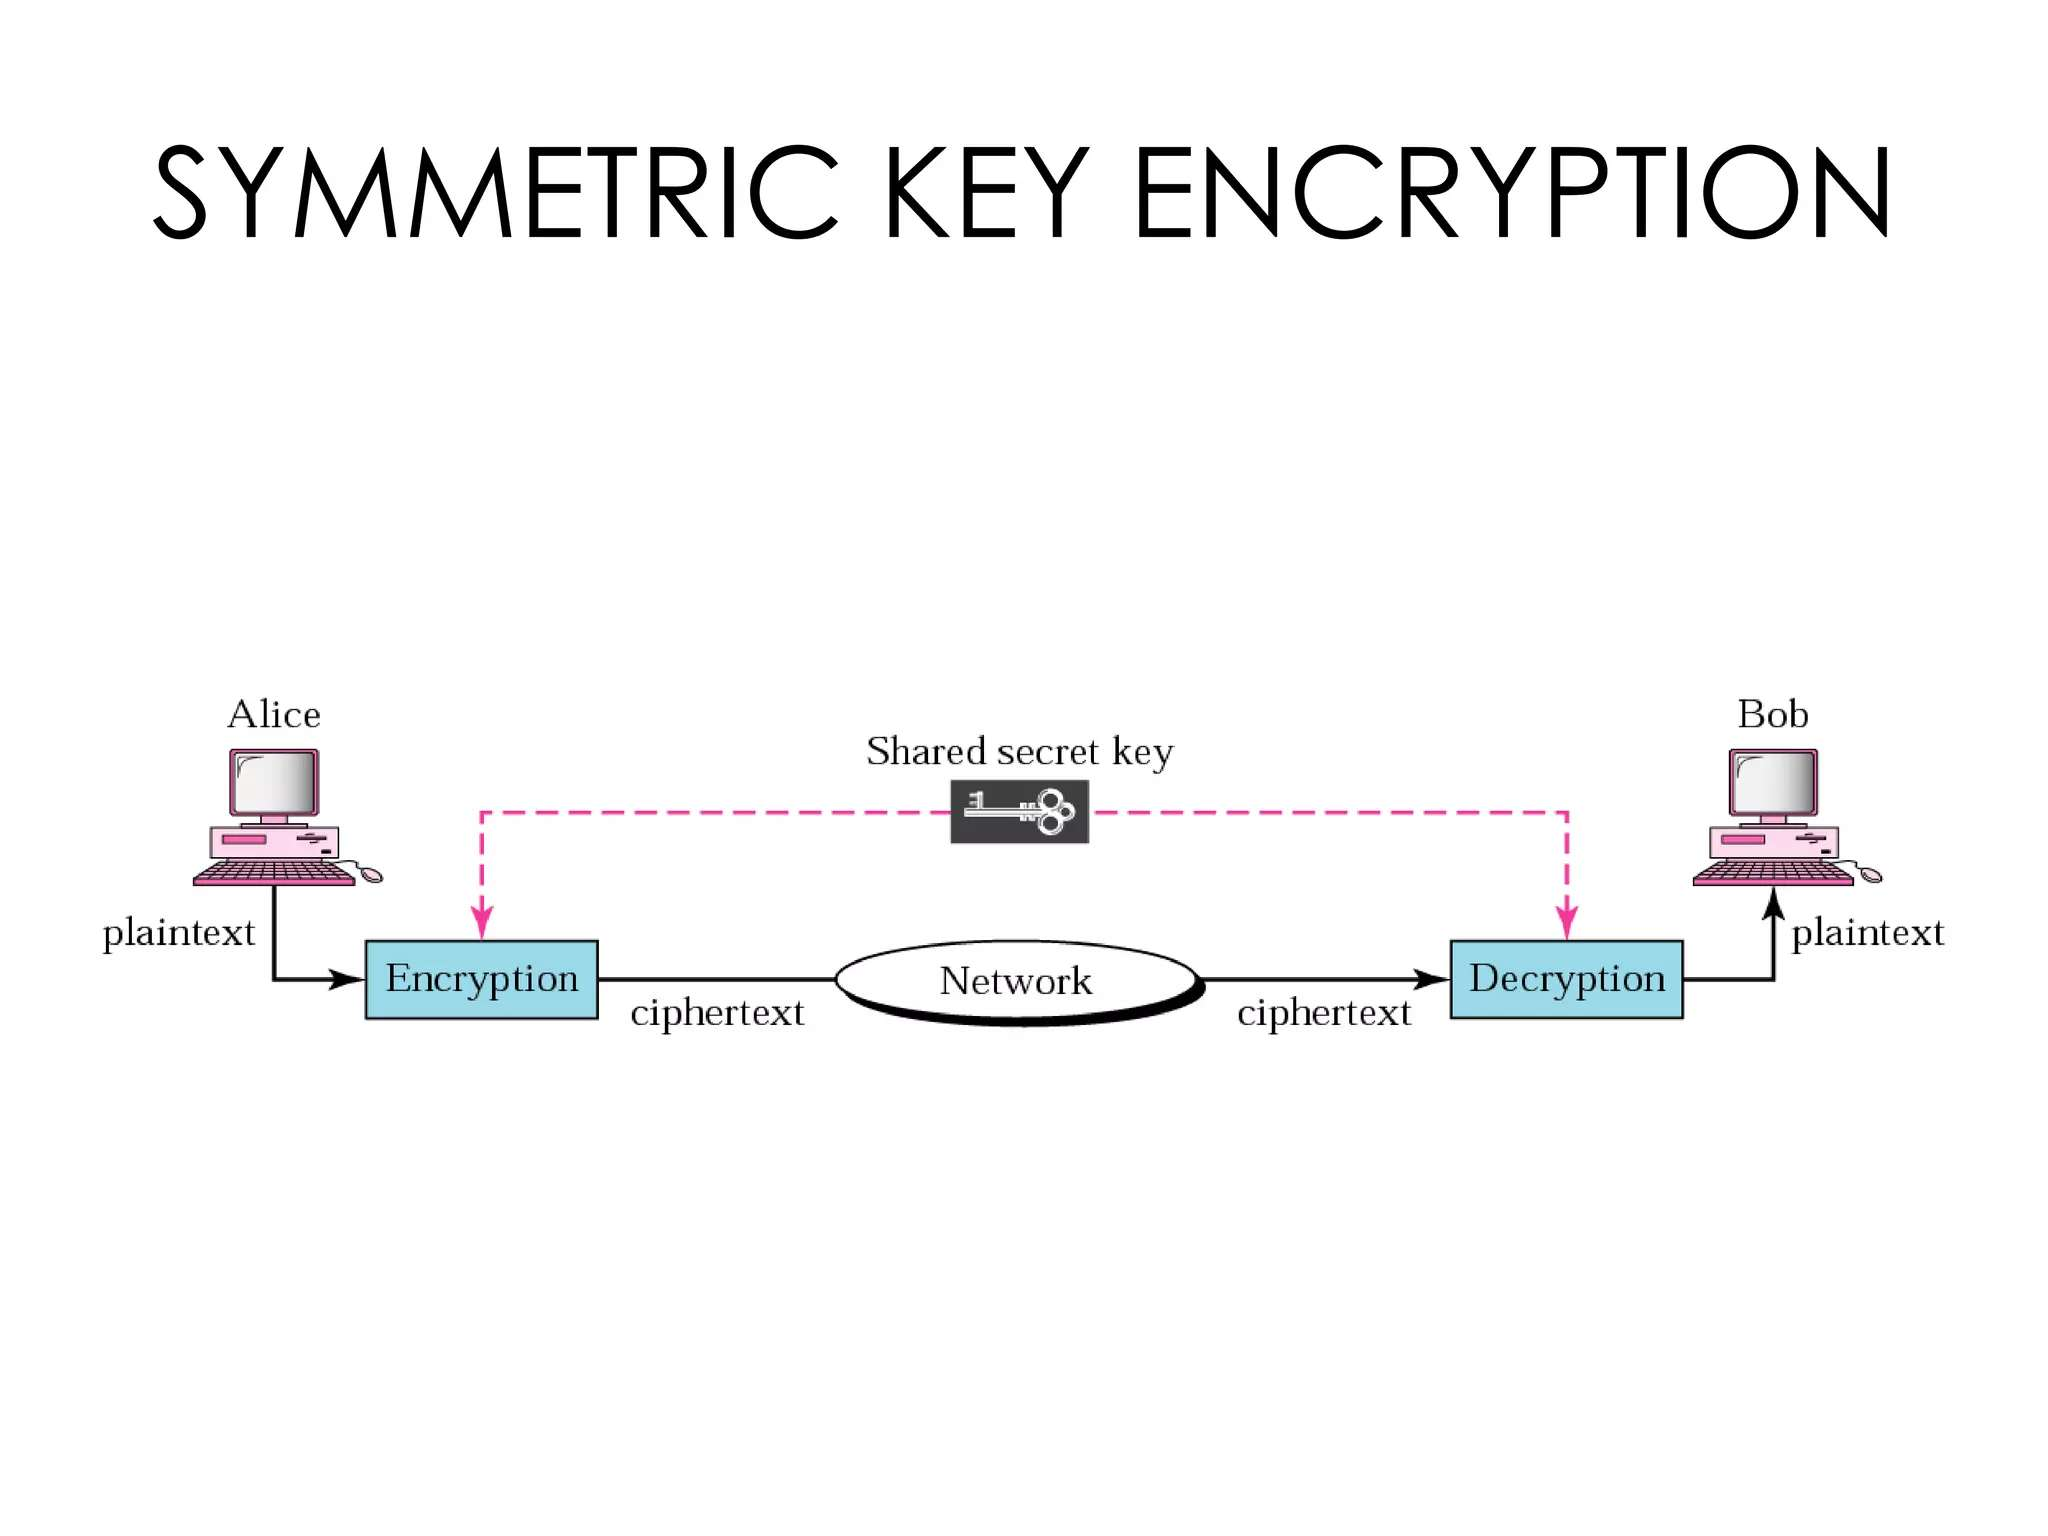 SYMMETRIC KEY ENCRYPTION
Alice
Bob
Shared secret key
plaintext
plaintext
Encryption
Network
Decryption
ciphertext
ciphertext